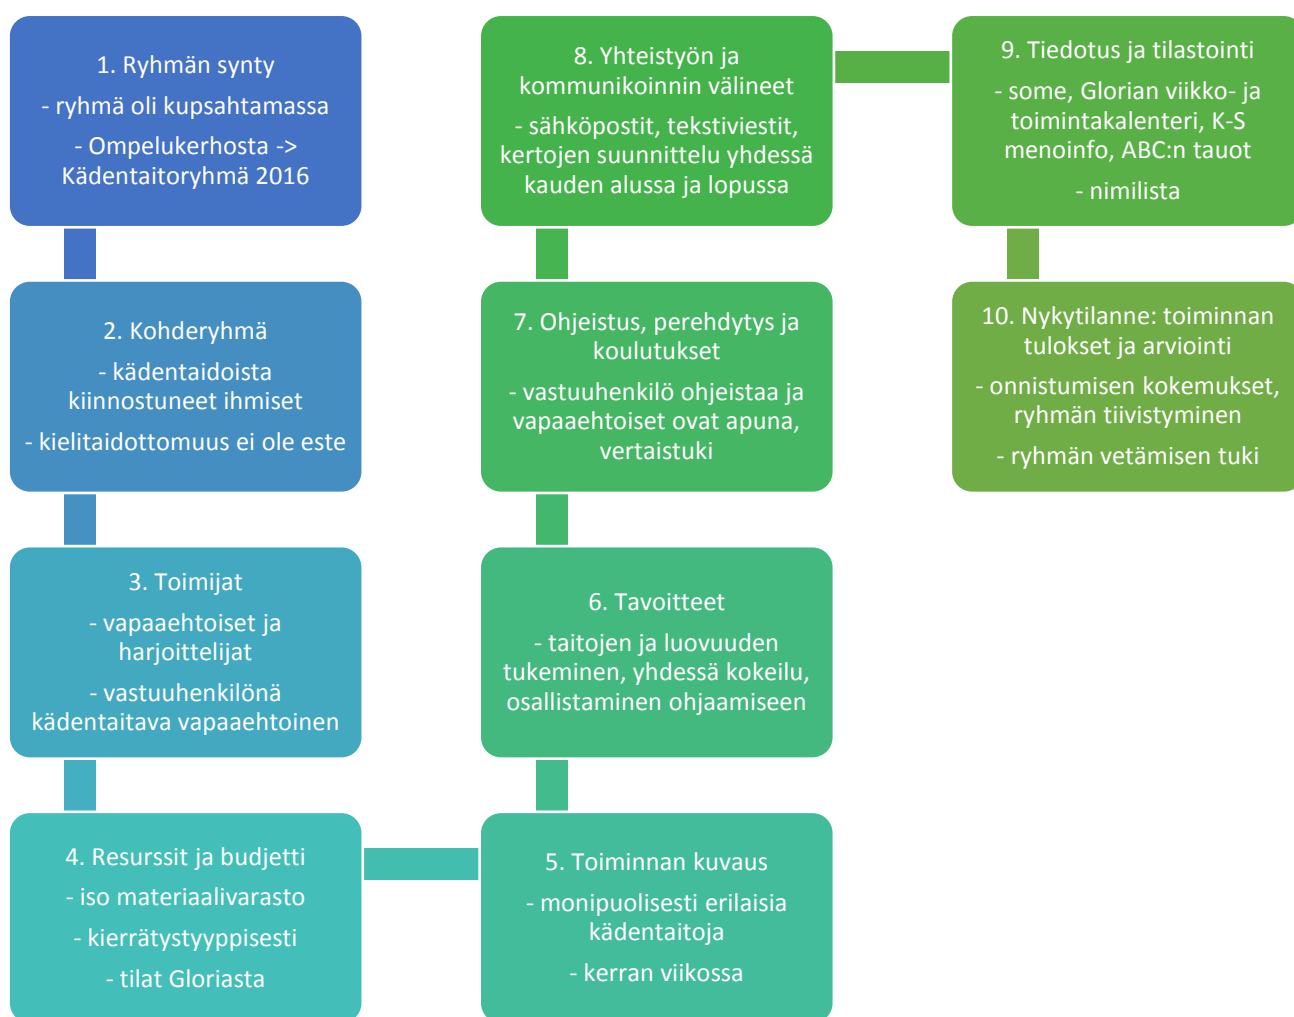 1. Ryhmän synty
- ryhmä oli kupsahtamassa
- Ompelukerhosta ->
Kädentaitoryhmä 2016
2. Kohderyhmä
- kädentaidoista
kiinnostuneet ihmiset
- kielitaidottomuus ei ole este
3. Toimijat
- vapaaehtoiset ja
harjoittelijat
- vastuuhenkilönä
kädentaitava vapaaehtoinen
4. Resurssit ja budjetti
- iso materiaalivarasto
- kierrätystyyppisesti
- tilat Gloriasta
5. Toiminnan kuvaus
- monipuolisesti erilaisia
kädentaitoja
- kerran viikossa
6. Tavoitteet
- taitojen ja luovuuden
tukeminen, yhdessä kokeilu,
osallistaminen ohjaamiseen
7. Ohjeistus, perehdytys ja
koulutukset
- vastuuhenkilö ohjeistaa ja
vapaaehtoiset ovat apuna,
vertaistuki
8. Yhteistyön ja
kommunikoinnin välineet
- sähköpostit, tekstiviestit,
kertojen suunnittelu yhdessä
kauden alussa ja lopussa
9. Tiedotus ja tilastointi
- some, Glorian viikko- ja
toimintakalenteri, K-S
menoinfo, ABC:n tauot
- nimilista
10. Nykytilanne: toiminnan
tulokset ja arviointi
- onnistumisen kokemukset,
ryhmän tiivistyminen
- ryhmän vetämisen tuki